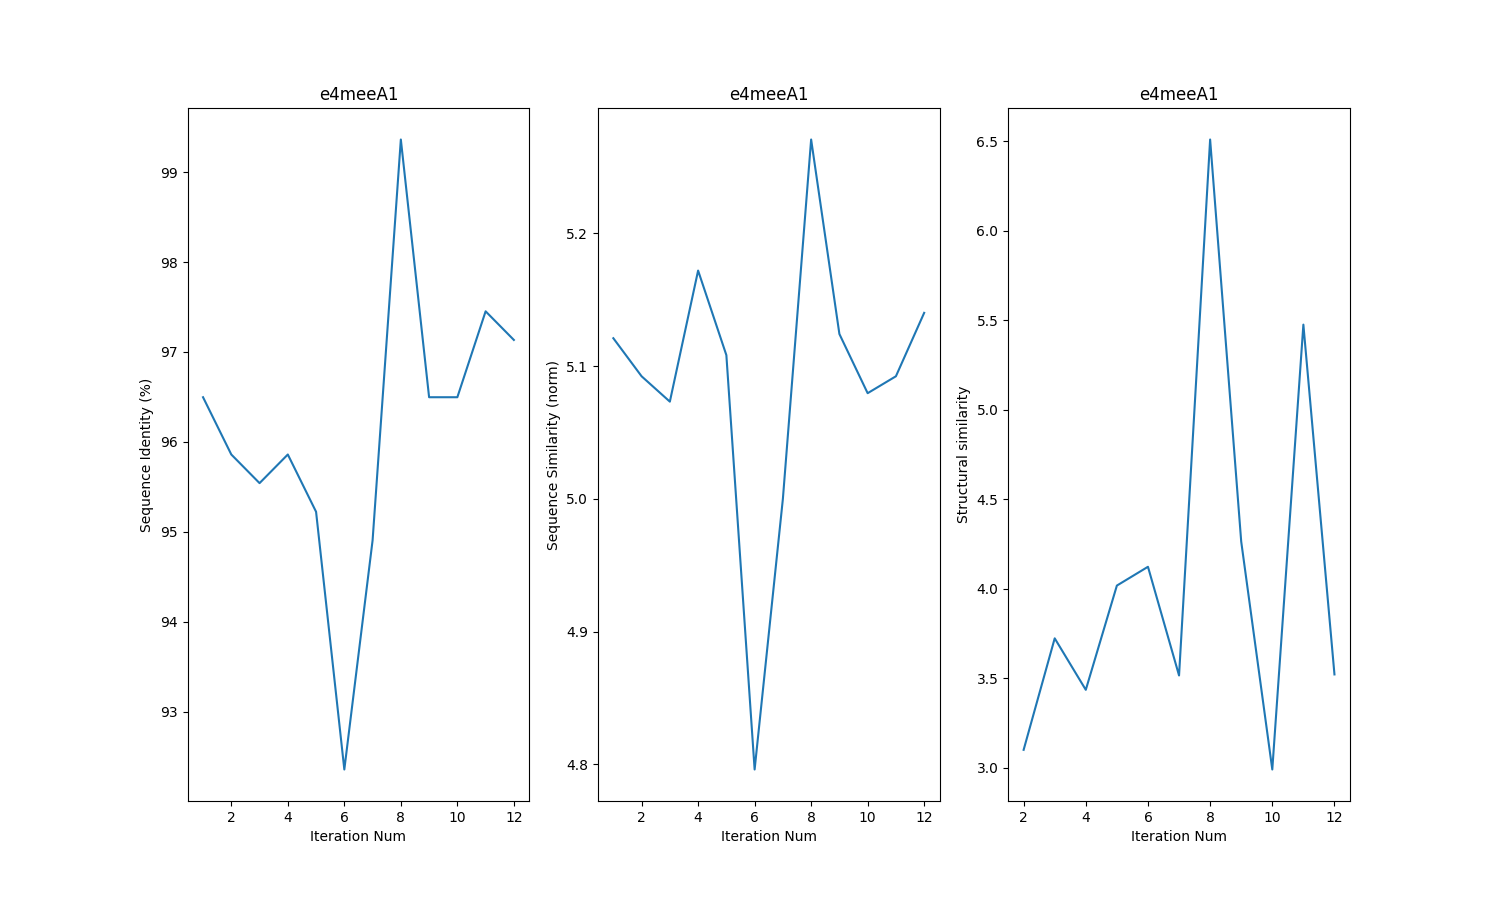 e4meeA1
Sequence Identity (%)
99
98
97
96
95
94
93
2 4 6 8 10 12
Iteration Num
e4meeA1
Sequence Similarity (norm)
5.2
5.1
5.0
4.9
4.8
2 4 6 8 10 12
Iteration Num
e4meeA1
Structural similarity
6.5
6.0
5.5
5.0
4.5
4.0
3.5
3.0
2 4 6 8 10 12
Iteration Num